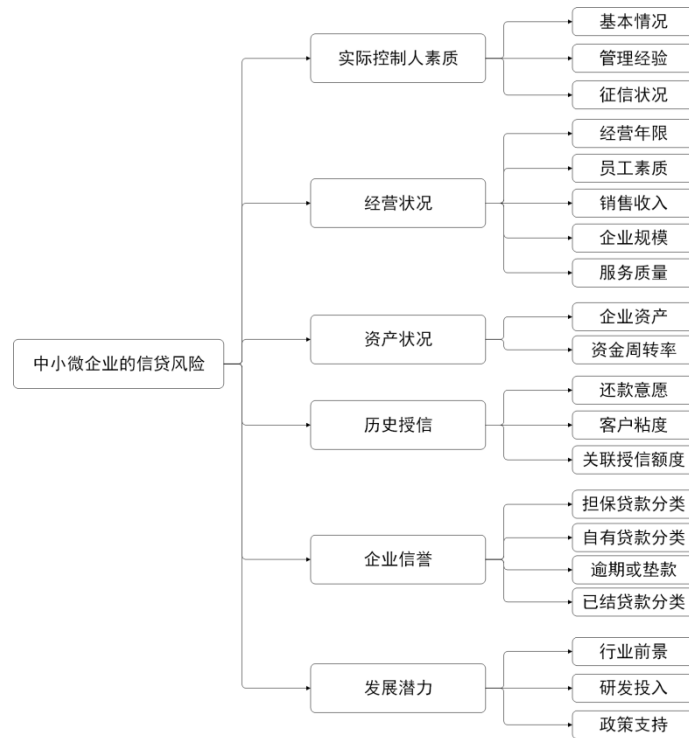 中小微企业的信贷风险
实际控制人素质
基本情况
管理经验
征信状况
经营状况
经营年限
员工素质
销售收入
企业规模
服务质量
资产状况
企业资产
资金周转率
历史授信
还款意愿
客户粘度
关联授信额度
企业信誉
担保贷款分类
自有贷款分类
逾期或垫款
已结贷款分类
发展潜力
行业前景
研发投入
政策支持